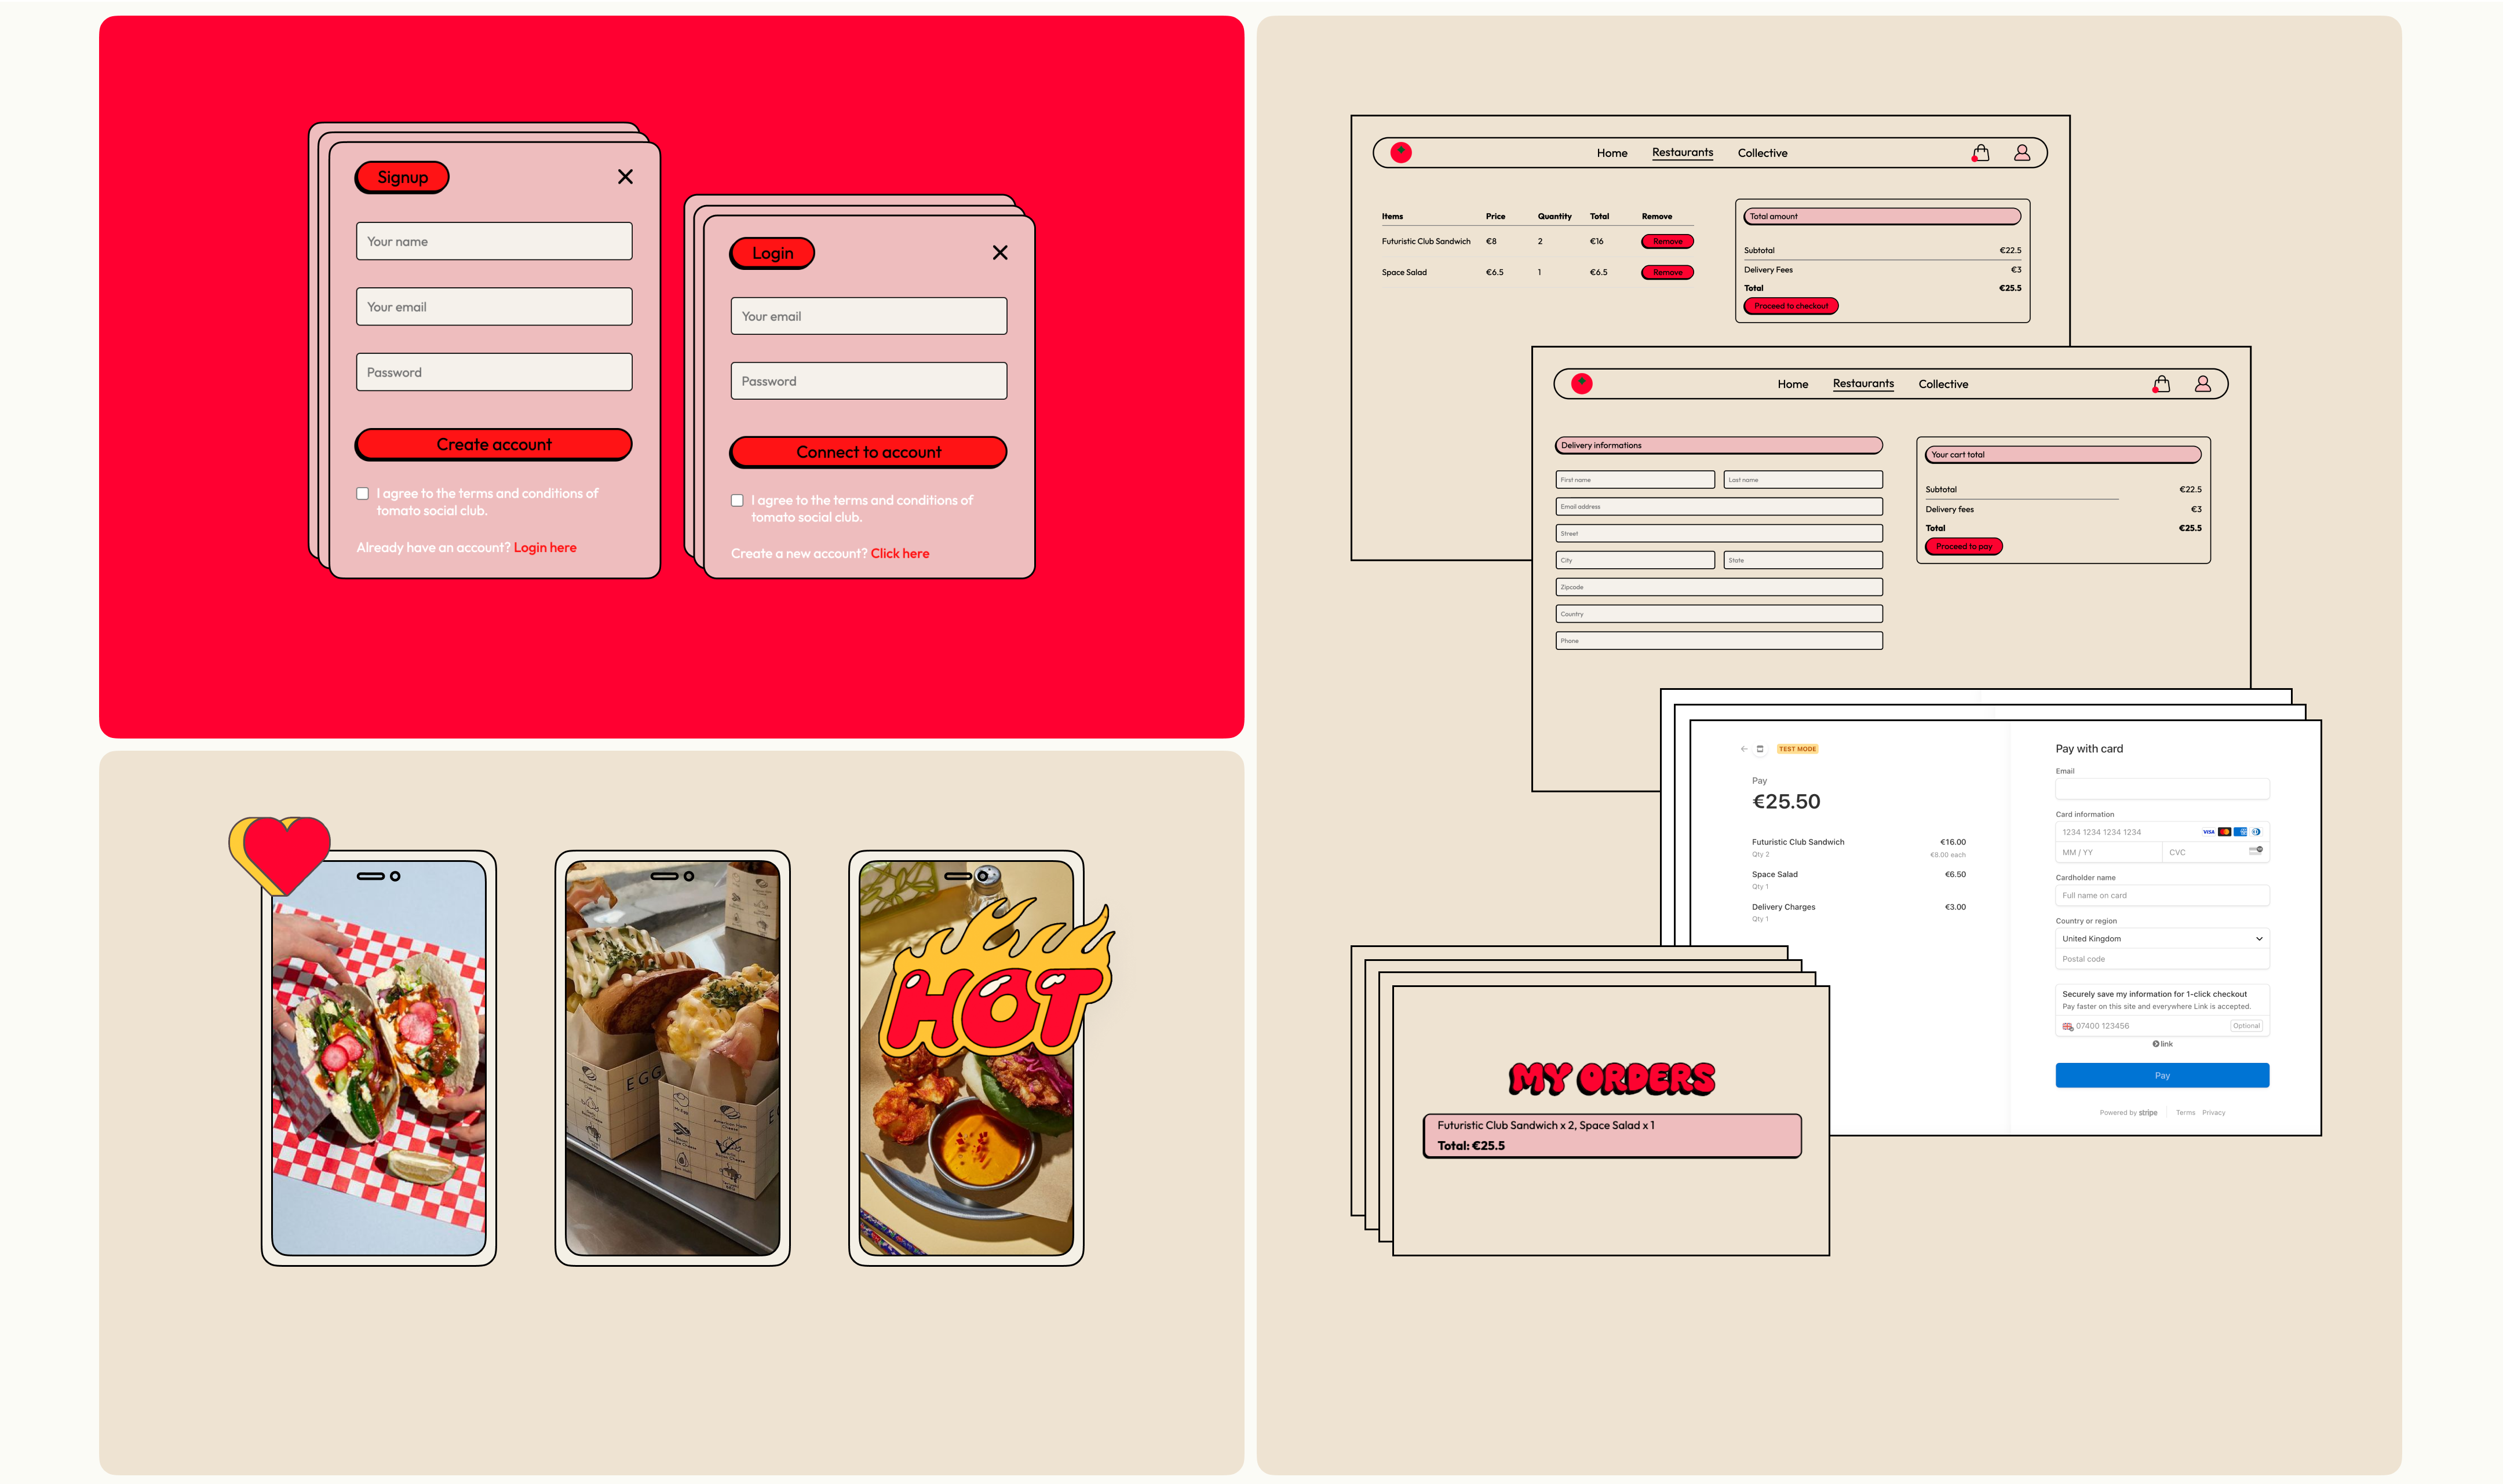 Signup
Your name
Your email
Password
Create account
I agree to the terms and conditions of
tomato social club.
Already have an account? Login here
Login
Your email
Password
Connect to account
I agree to the terms and conditions of
tomato social club.
Create a new account? Click here
HOT
EGG
Home Restaurants Collective
Items Price Quantity Total Remove
Futuristic Club Sandwich €8 2 €16 Remove
Space Salad €6.5 1 €6.5 Remove
Total amount
Subtotal €22.5
Delivery Fees €3
Total €25.5
Proceed to checkout
Home Restaurants Collective
Delivery informations
First name Last name
Email address
Street
City State
Zipcode
Country
Phone
Your cart total
Subtotal €22.5
Delivery fees €3
Total €25.5
Proceed to pay
TEST MODE
Pay
€25.50
Futuristic Club Sandwich €16.00
Qty 2 €8.00 each
Space Salad €6.50
Qty 1
Delivery Charges €3.00
Qty 1
Pay with card
Email
Card information
1234 1234 1234 1234 VISA
MM / YY CVC
Cardholder name
Full name on card
Country or region
United Kingdom
Postal code
Securely save my information for 1-click checkout
Pay faster on this site and everywhere Link is accepted.
07400 123456 Optional
link
Pay
Powered by stripe Terms Privacy
MY ORDERS
Futuristic Club Sandwich x 2, Space Salad x 1
Total: €25.5